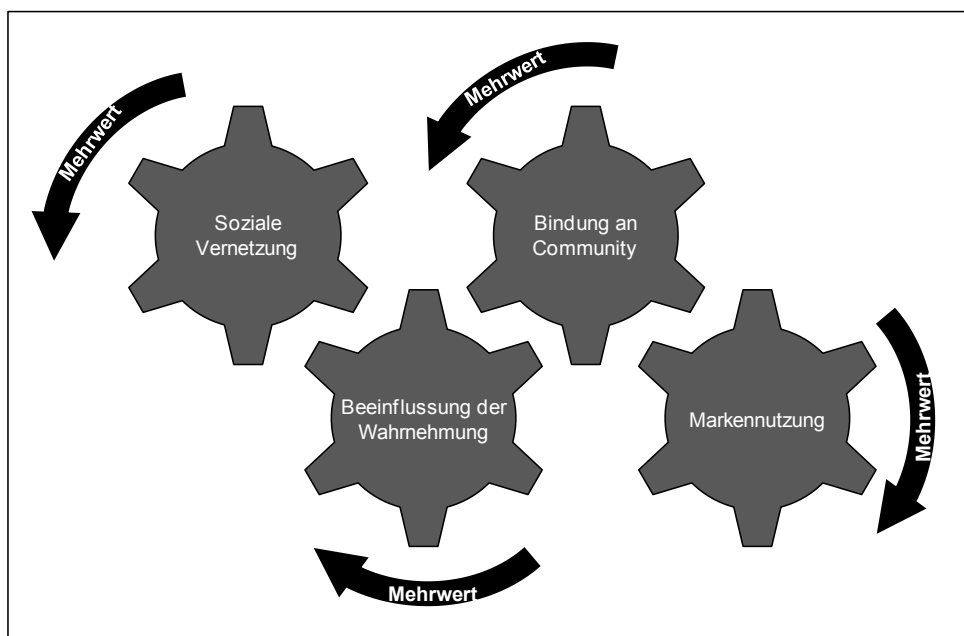 Mehrwert
Mehrwert
Soziale
Vernetzung
Bindung an
Community
Beeinflussung der
Wahrnehmung
Markennutzung
Mehrwert
Mehrwert